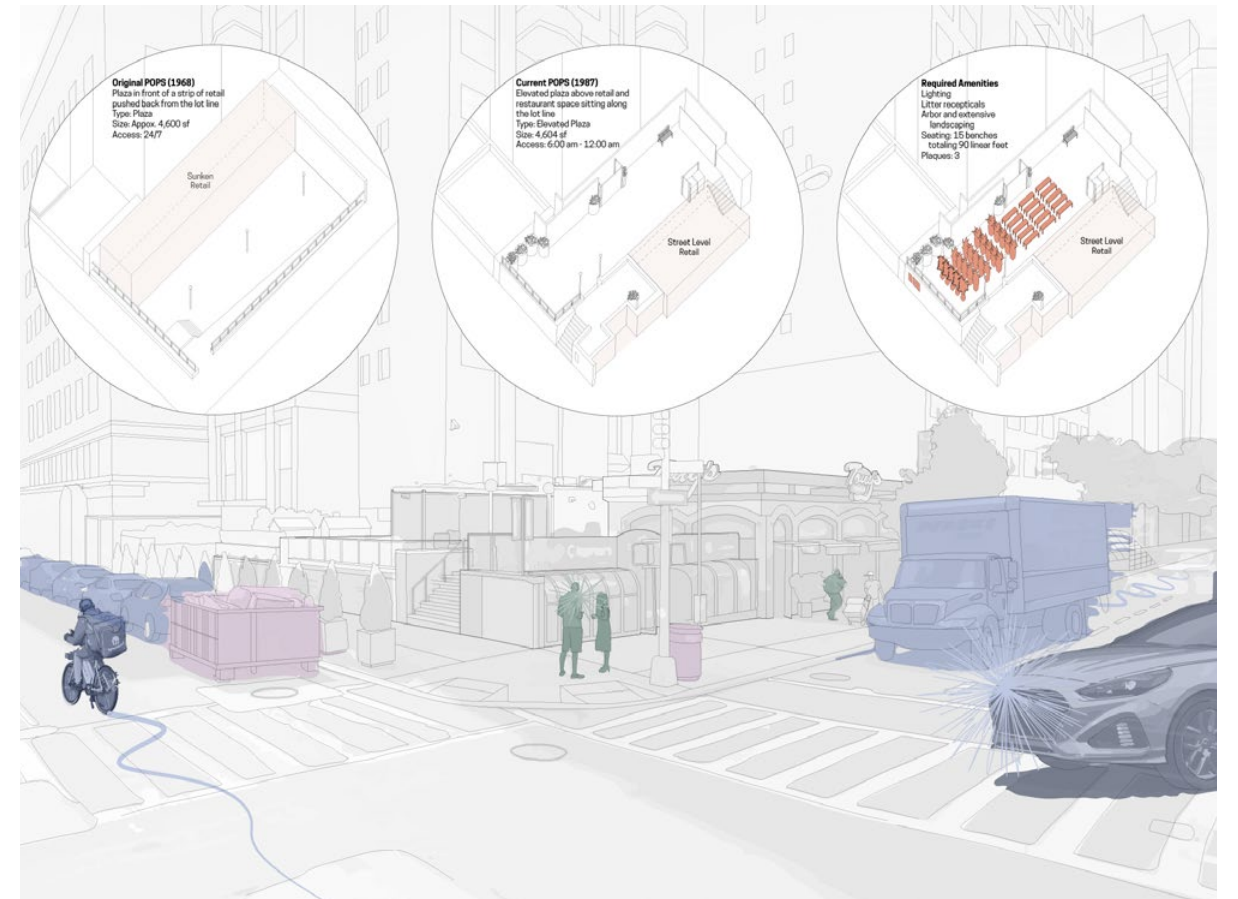 Original POPS (1968)
Plaza in front of a strip of retail
pushed back from the lot line
Type: Plaza
Size: Appox. 4,600 sf
Access: 24/7
Sunken
Retail
Current POPS (1987)
Elevated plaza above retail and
restaurant space sitting along
the lot line
Type: Elevated Plaza
Size: 4,604 sf
Access: 6:00 am - 12:00 am
Street Level
Retail
Required Amenities
Lighting
Litter recepticals
Arbor and extensive
landscaping
Seating: 15 benches
totaling 90 linear feet
Plaques: 3
Street Level
Retail